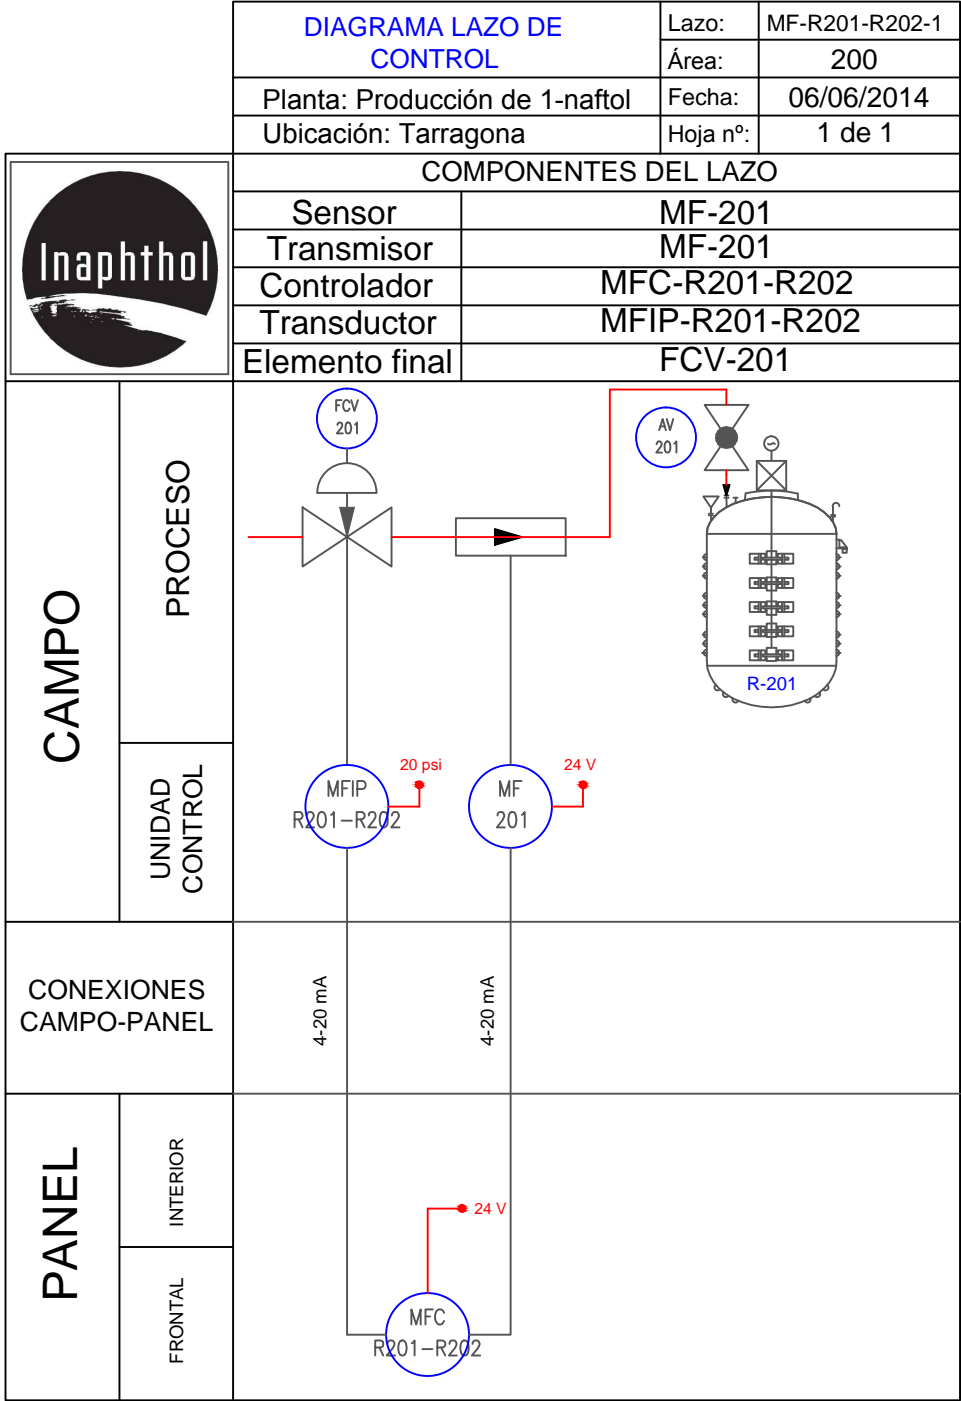 DIAGRAMA LAZO DE
CONTROL
Lazo: MF-R201-R202-1
Área: 200
Planta: Producción de 1-naftol
Fecha: 06/06/2014
Ubicación: Tarragona
Hoja nº: 1 de 1
Inaphthol
COMPONENTES DEL LAZO
Sensor MF-201
Transmisor MF-201
Controlador MFC-R201-R202
Transductor MFIP-R201-R202
Elemento final FCV-201
CAMPO
PROCESO
FCV
201
AV
201
R-201
UNIDAD
CONTROL
MFIP
R201-R202
20 psi
MF
201
24 V
CONEXIONES
CAMPO-PANEL
4-20 mA
4-20 mA
PANEL
INTERIOR
24 V
FRONTAL
MFC
R201-R202